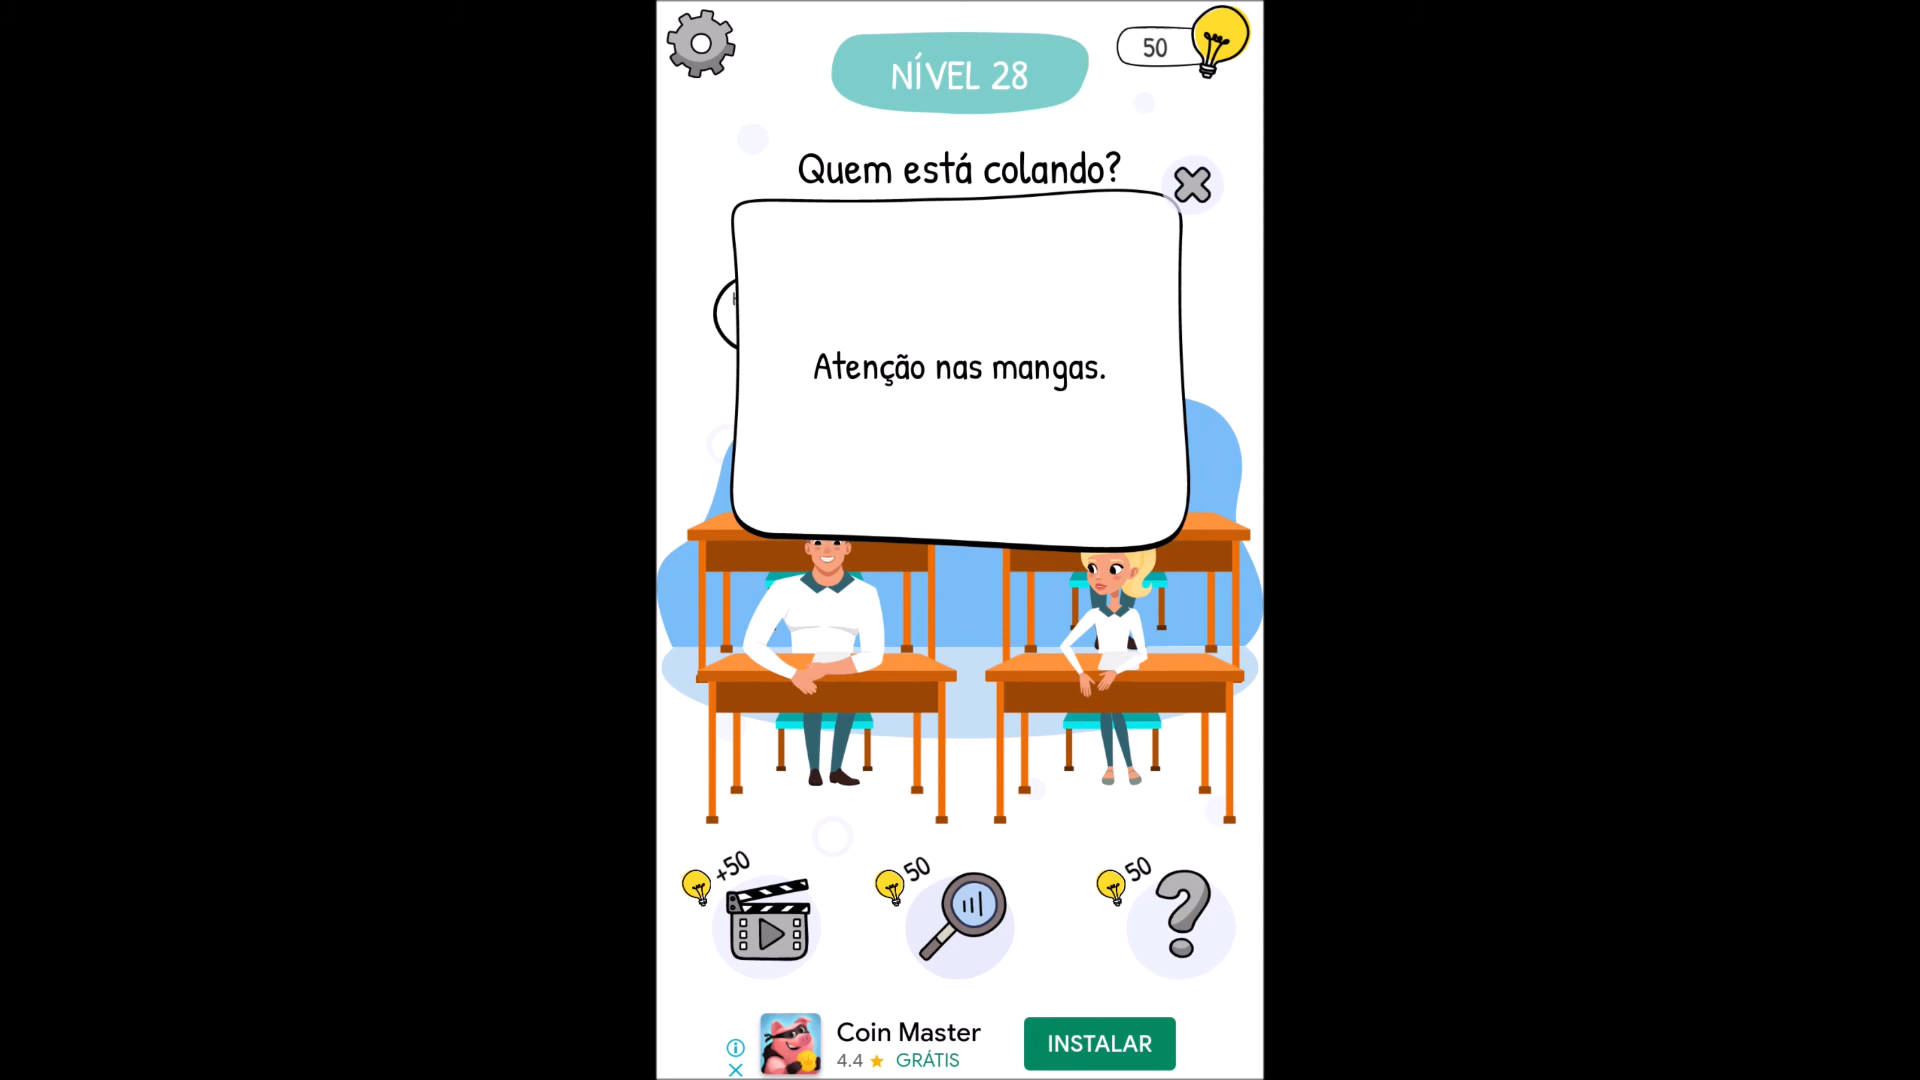 50
NÍVEL 28
Quem está colando?
Atenção nas mangas.
+50
50
50
Coin Master
4.4 GRÁTIS
INSTALAR